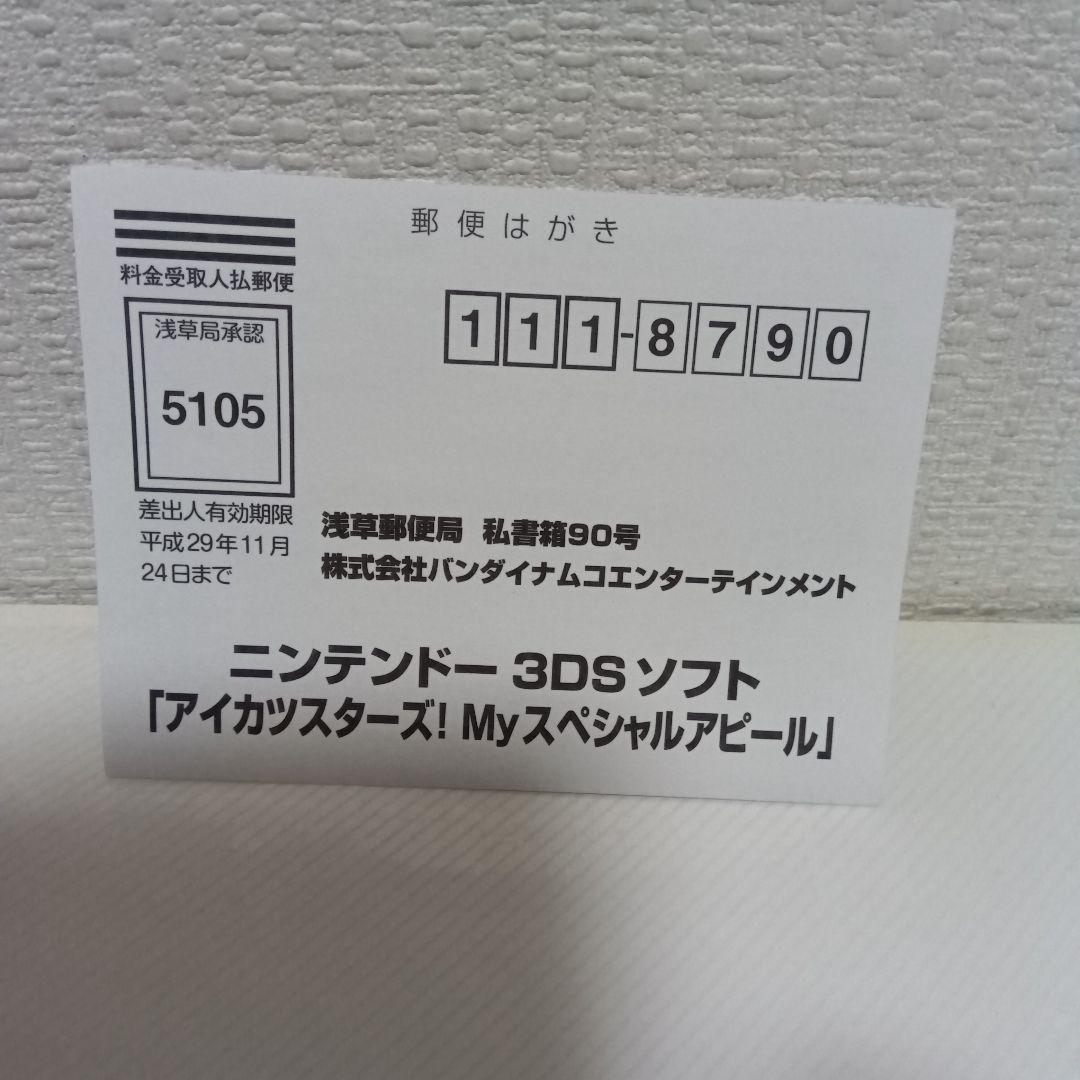 郵便はがき
料金受取人払郵便
浅草局承認
5105
差出人有効期限
平成29年11月
24日まで
111-8790
浅草郵便局 私書箱90号
株式会社バンダイナムコエンターテインメント
ニンテンドー3DSソフト
「アイカツスターズ! Myスペシャルアピール」